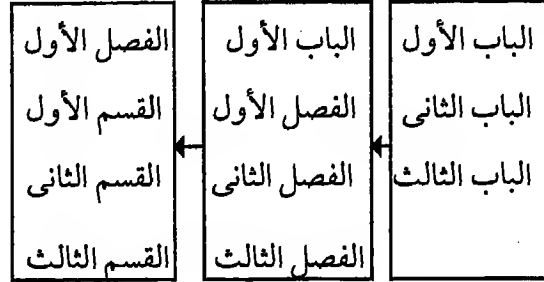 الباب الأول
الباب الثانى
الباب الثالث
الباب الأول
الفصل الأول
الفصل الثانى
الفصل الثالث
الفصل الأول
القسم الأول
القسم الثانى
القسم الثالث